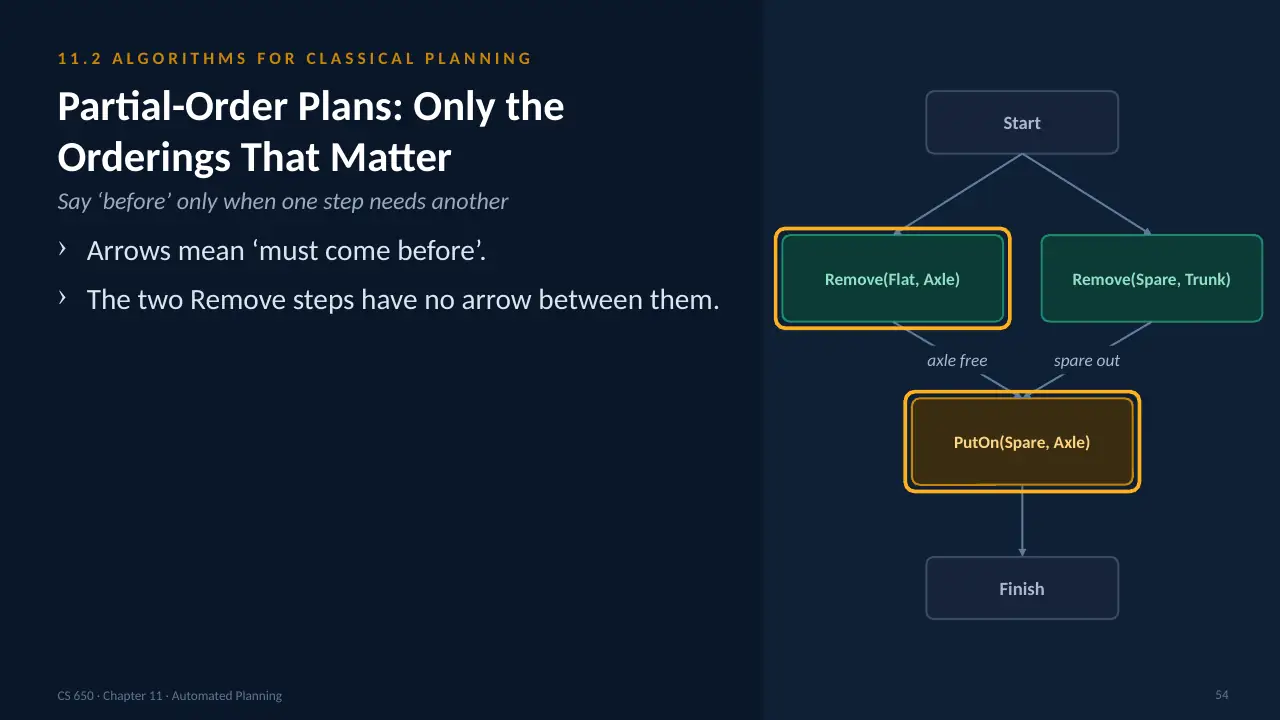 11.2 ALGORITHMS FOR CLASSICAL PLANNING
Partial-Order Plans: Only the
Orderings That Matter
Say ‘before’ only when one step needs another
› Arrows mean ‘must come before’.
› The two Remove steps have no arrow between them.
Start
Remove(Flat, Axle)
Remove(Spare, Trunk)
axle free
spare out
PutOn(Spare, Axle)
Finish
CS 650 · Chapter 11 · Automated Planning
54